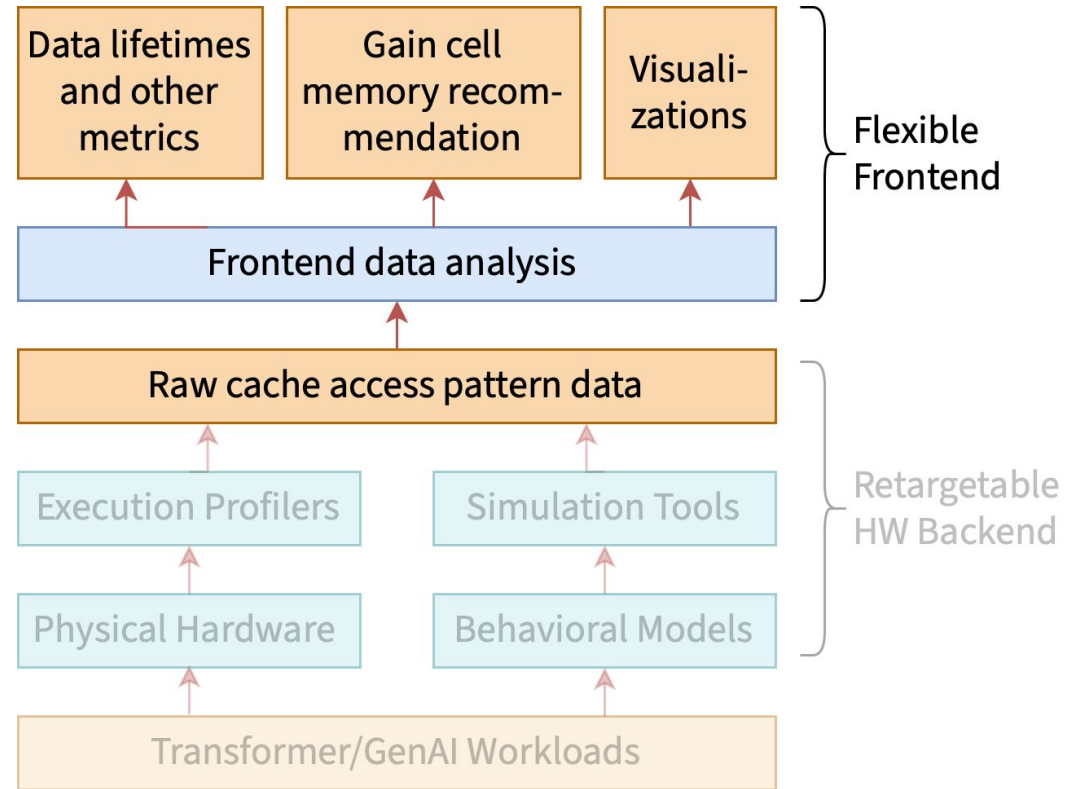 Data lifetimes
and other
metrics
Gain cell
memory recom-
mendation
Visuali-
zations
Flexible
Frontend
Frontend data analysis
Raw cache access pattern data
Execution Profilers
Simulation Tools
Retargetable
HW Backend
Physical Hardware
Behavioral Models
Transformer/GenAI Workloads